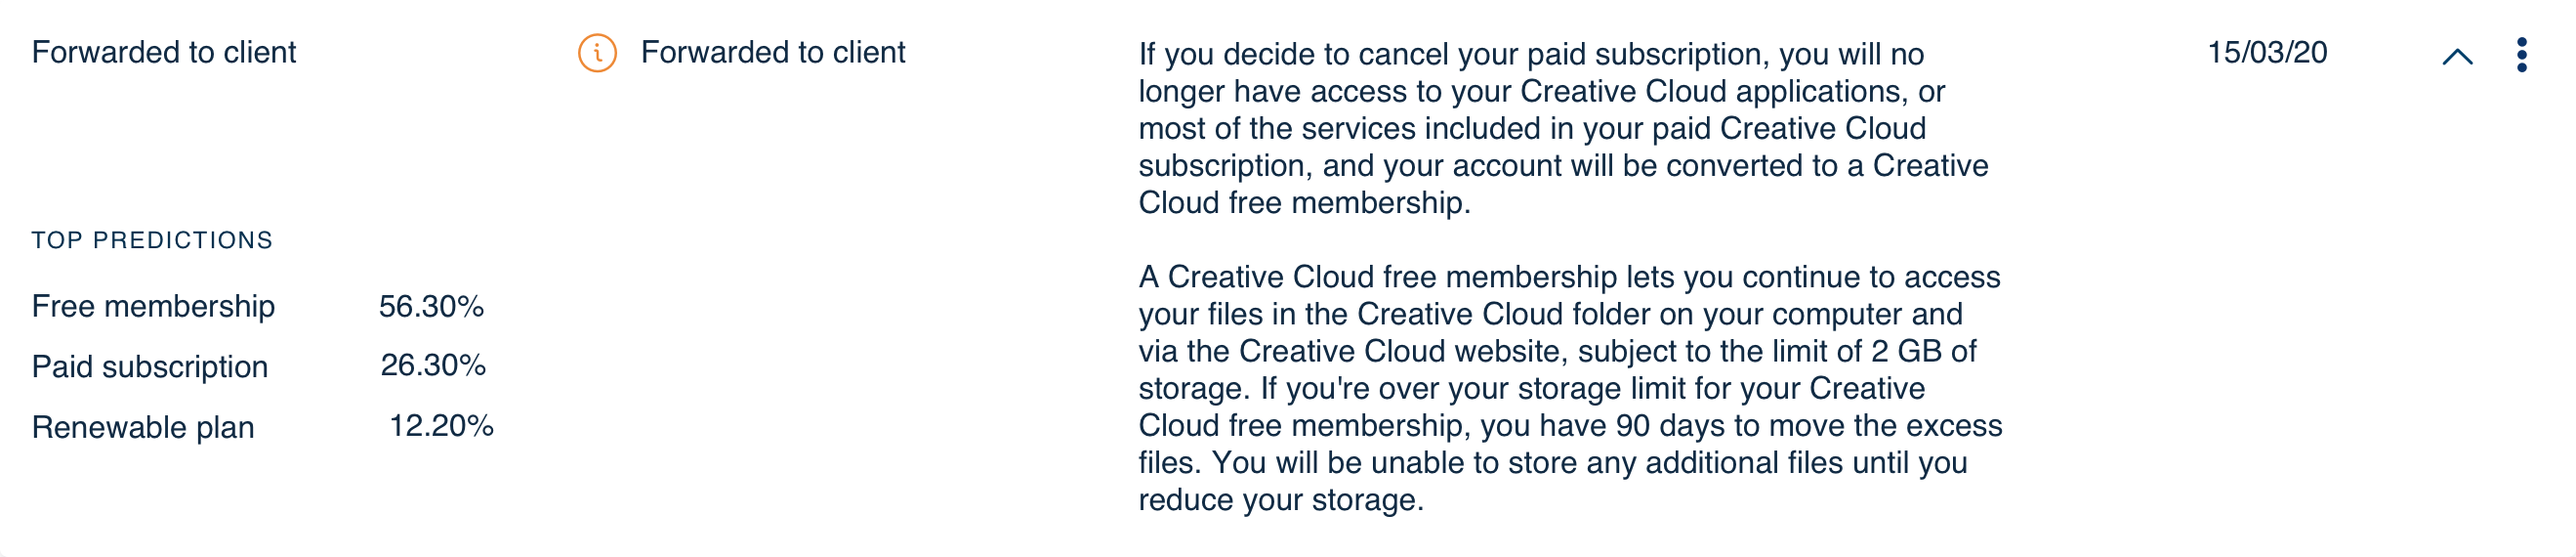 Forwarded to client
Forwarded to client
If you decide to cancel your paid subscription, you will no
longer have access to your Creative Cloud applications, or
most of the services included in your paid Creative Cloud
subscription, and your account will be converted to a Creative
Cloud free membership.
A Creative Cloud free membership lets you continue to access
your files in the Creative Cloud folder on your computer and
via the Creative Cloud website, subject to the limit of 2 GB of
storage. If you're over your storage limit for your Creative
Cloud free membership, you have 90 days to move the excess
files. You will be unable to store any additional files until you
reduce your storage.
15/03/20
TOP PREDICTIONS
Free membership 56.30%
Paid subscription 26.30%
Renewable plan 12.20%